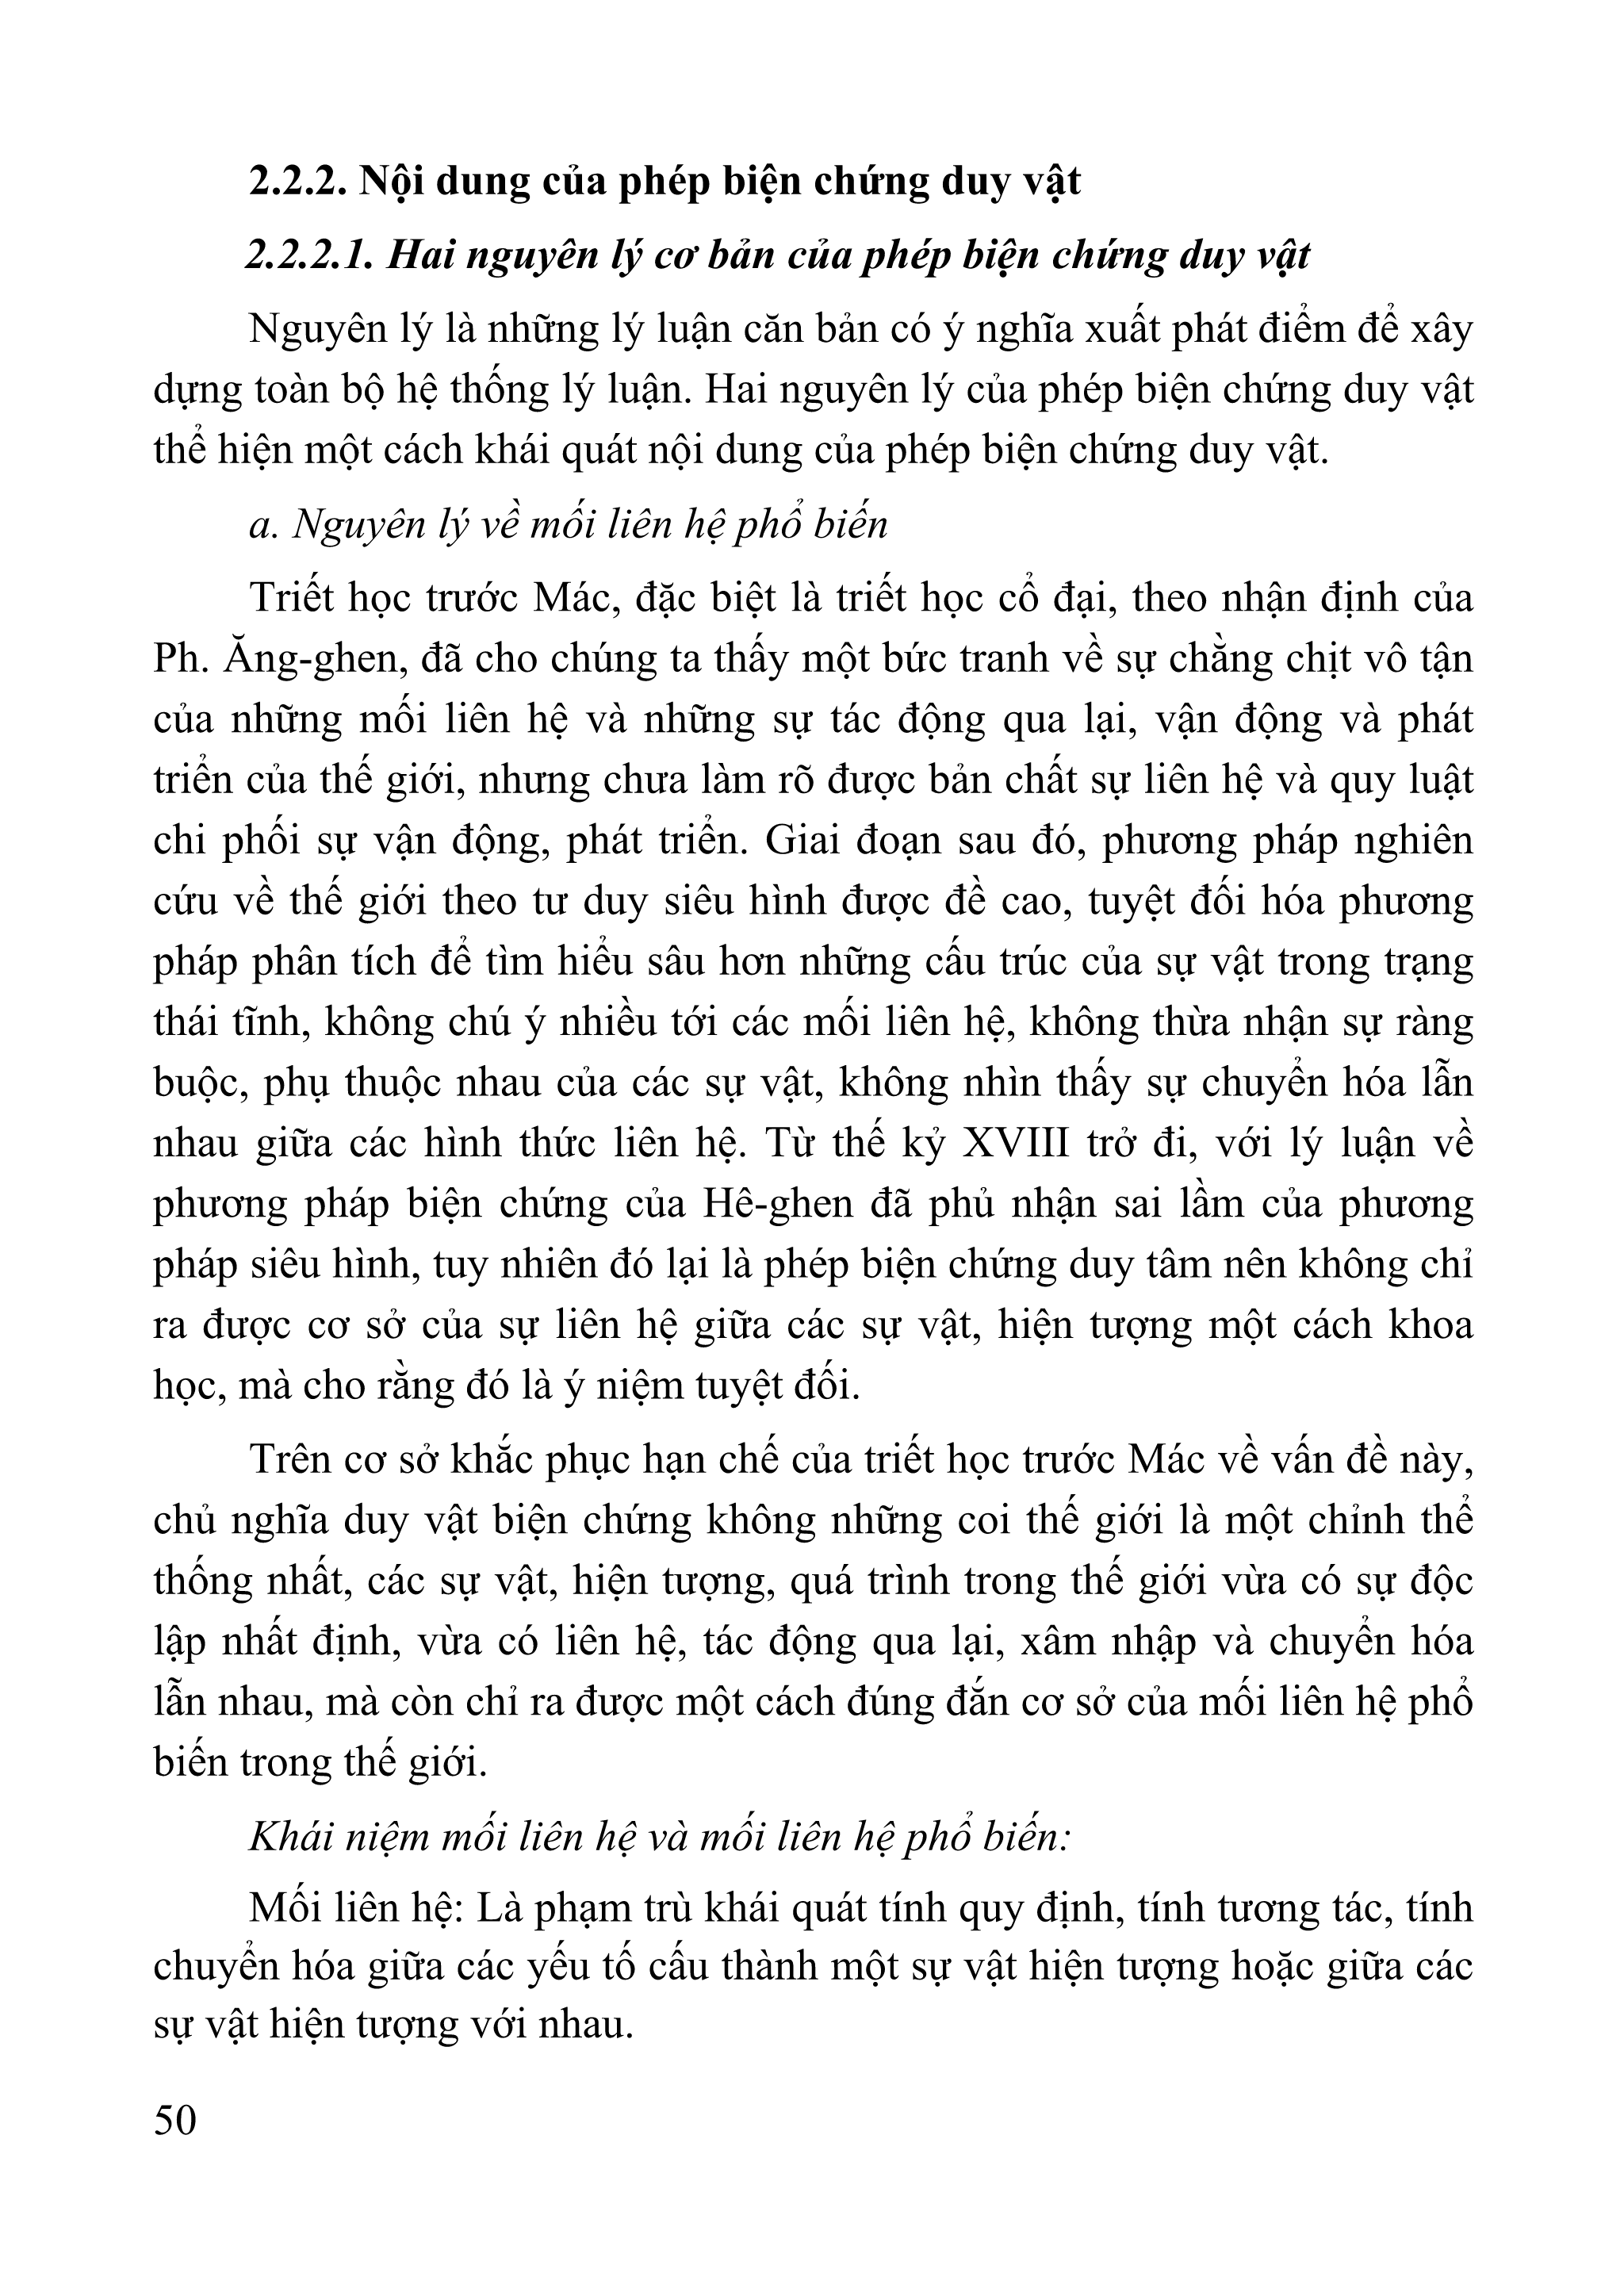 2.2.2. Nội dung của phép biện chứng duy vật
2.2.2.1. Hai nguyên lý cơ bản của phép biện chứng duy vật
Nguyên lý là những lý luận căn bản có ý nghĩa xuất phát điểm để xây
dựng toàn bộ hệ thống lý luận. Hai nguyên lý của phép biện chứng duy vật
thể hiện một cách khái quát nội dung của phép biện chứng duy vật.
a. Nguyên lý về mối liên hệ phổ biến
Triết học trước Mác, đặc biệt là triết học cổ đại, theo nhận định của
Ph. Ăng-ghen, đã cho chúng ta thấy một bức tranh về sự chằng chịt vô tận
của những mối liên hệ và những sự tác động qua lại, vận động và phát
triển của thế giới, nhưng chưa làm rõ được bản chất sự liên hệ và quy luật
chi phối sự vận động, phát triển. Giai đoạn sau đó, phương pháp nghiên
cứu về thế giới theo tư duy siêu hình được đề cao, tuyệt đối hóa phương
pháp phân tích để tìm hiểu sâu hơn những cấu trúc của sự vật trong trạng
thái tĩnh, không chú ý nhiều tới các mối liên hệ, không thừa nhận sự ràng
buộc, phụ thuộc nhau của các sự vật, không nhìn thấy sự chuyển hóa lẫn
nhau giữa các hình thức liên hệ. Từ thế kỷ XVIII trở đi, với lý luận về
phương pháp biện chứng của Hê-ghen đã phủ nhận sai lầm của phương
pháp siêu hình, tuy nhiên đó lại là phép biện chứng duy tâm nên không chỉ
ra được cơ sở của sự liên hệ giữa các sự vật, hiện tượng một cách khoa
học, mà cho rằng đó là ý niệm tuyệt đối.
Trên cơ sở khắc phục hạn chế của triết học trước Mác về vấn đề này,
chủ nghĩa duy vật biện chứng không những coi thế giới là một chỉnh thể
thống nhất, các sự vật, hiện tượng, quá trình trong thế giới vừa có sự độc
lập nhất định, vừa có liên hệ, tác động qua lại, xâm nhập và chuyển hóa
lẫn nhau, mà còn chỉ ra được một cách đúng đắn cơ sở của mối liên hệ phổ
biến trong thế giới.
Khái niệm mối liên hệ và mối liên hệ phổ biến:
Mối liên hệ: Là phạm trù khái quát tính quy định, tính tương tác, tính
chuyển hóa giữa các yếu tố cấu thành một sự vật hiện tượng hoặc giữa các
sự vật hiện tượng với nhau.
50